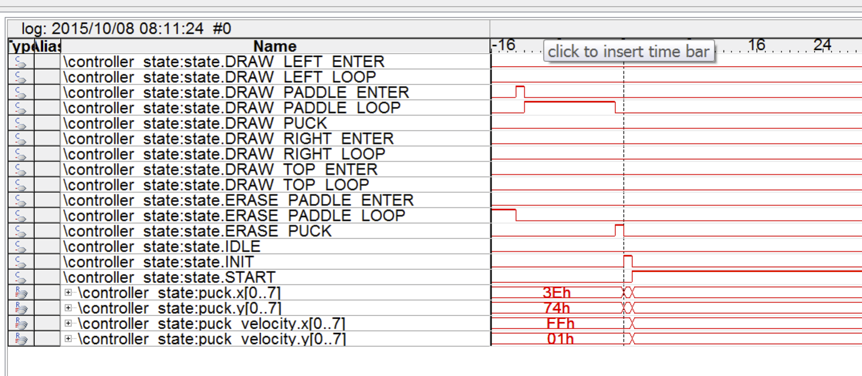 log: 2015/10/08 08:11:24 #0
Type Alias Name -16 click to insert time bar 16 24
\controller_state:state.DRAW_LEFT_ENTER
\controller_state:state.DRAW_LEFT_LOOP
\controller_state:state.DRAW_PADDLE_ENTER
\controller_state:state.DRAW_PADDLE_LOOP
\controller_state:state.DRAW_PUCK
\controller_state:state.DRAW_RIGHT_ENTER
\controller_state:state.DRAW_RIGHT_LOOP
\controller_state:state.DRAW_TOP_ENTER
\controller_state:state.DRAW_TOP_LOOP
\controller_state:state.ERASE_PADDLE_ENTER
\controller_state:state.ERASE_PADDLE_LOOP
\controller_state:state.ERASE_PUCK
\controller_state:state.IDLE
\controller_state:state.INIT
\controller_state:state.START
\controller_state:puck.x[0..7] 3Eh
\controller_state:puck.y[0..7] 74h
\controller_state:puck_velocity.x[0..7] FFh
\controller_state:puck_velocity.y[0..7] 01h